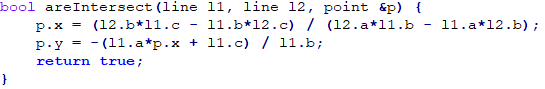 bool areIntersect(line l1, line l2, point &p) {
    p.x = (l2.b*l1.c - l1.b*l2.c) / (l2.a*l1.b - l1.a*l2.b);
    p.y = -(l1.a*p.x + l1.c) / l1.b;
    return true;
}